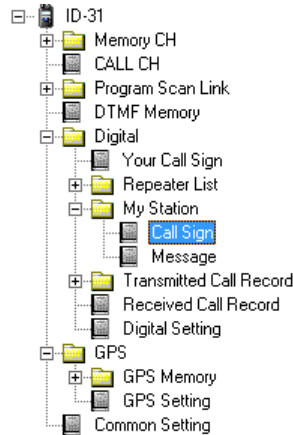 ID-31
Memory CH
CALL CH
Program Scan Link
DTMF Memory
Digital
Your Call Sign
Repeater List
My Station
Call Sign
Message
Transmitted Call Record
Received Call Record
Digital Setting
GPS
GPS Memory
GPS Setting
Common Setting